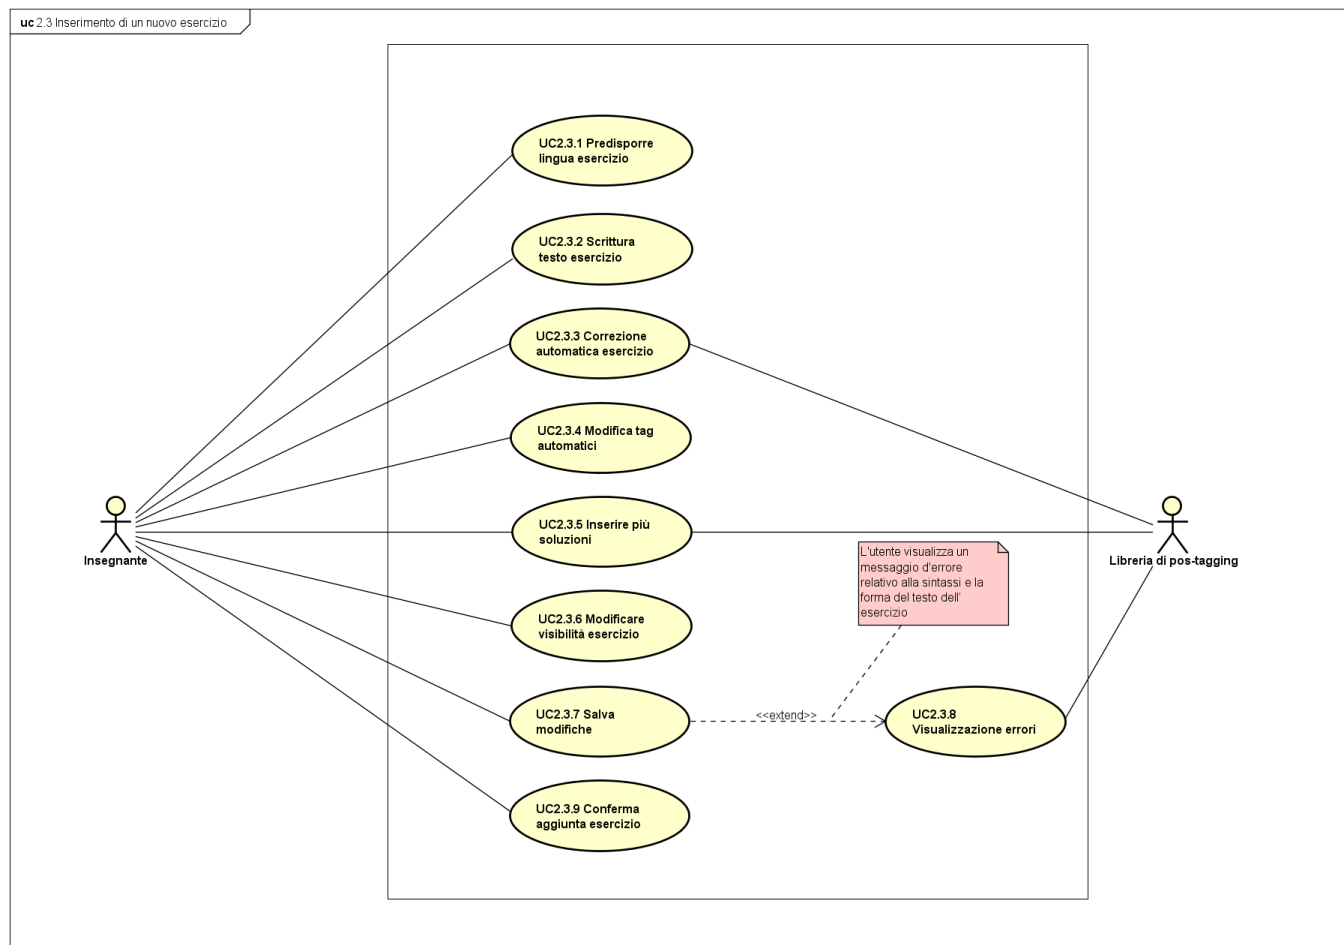 uc 2.3 Inserimento di un nuovo esercizio
UC2.3.1 Predisporre
lingua esercizio
UC2.3.2 Scrittura
testo esercizio
UC2.3.3 Correzione
automatica esercizio
UC2.3.4 Modifica tag
automatici
UC2.3.5 Inserire più
soluzioni
Insegnante
Libreria di pos-tagging
L'utente visualizza un
messaggio d'errore
relativo alla sintassi e la
forma del testo dell'
esercizio
UC2.3.6 Modificare
visibilità esercizio
UC2.3.7 Salva
modifiche
<<extend>>
UC2.3.8
Visualizzazione errori
UC2.3.9 Conferma
aggiunta esercizio